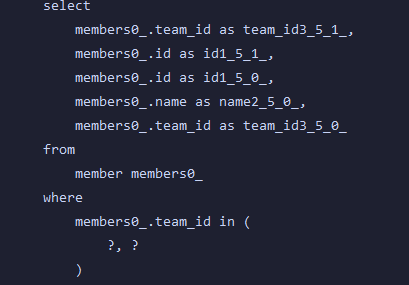 select
members0_.team_id as team_id3_5_1_,
members0_.id as id1_5_1_,
members0_.id as id1_5_0_,
members0_.name as name2_5_0_,
members0_.team_id as team_id3_5_0_
from
member members0_
where
members0_.team_id in (
?, ?
)